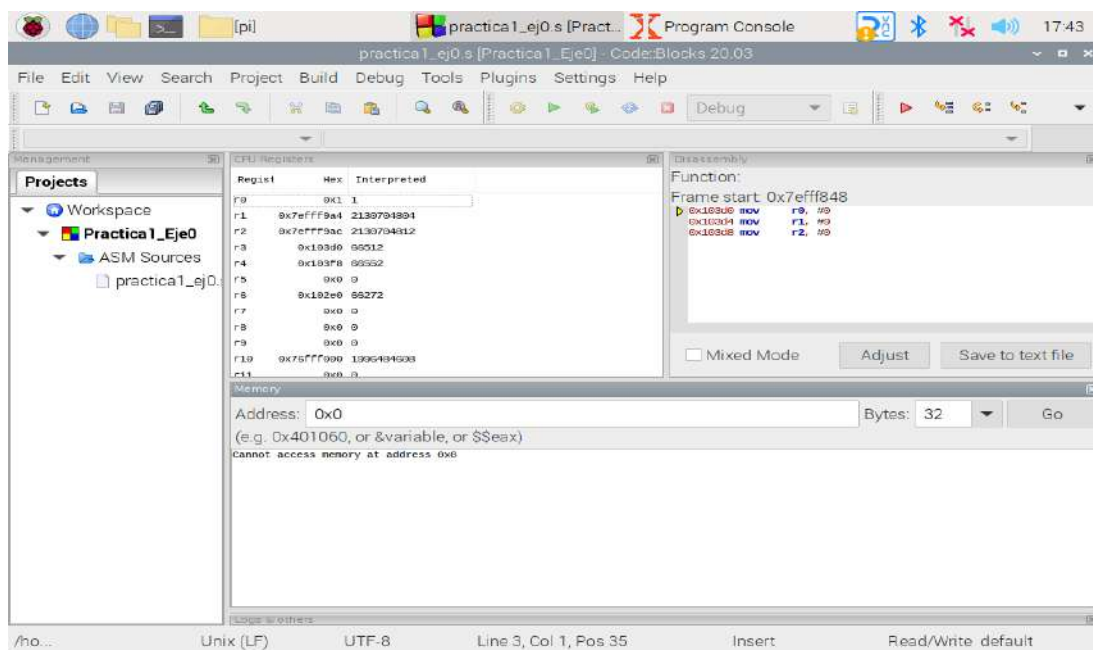 [pi] practica1_ej0.s [Pract... Program Console 17:43
practica1_ej0.s [Practica1_Eje0] - Code::Blocks 20.03
File Edit View Search Project Build Debug Tools Plugins Settings Help
Debug
Management
Projects
Workspace
Practica1_Eje0
ASM Sources
practica1_ej0.
CPU Registers
Regist Hex Interpreted
r0 0x1 1
r1 0x7efff9a4 2130704804
r2 0x7efff9ac 2130704812
r3 0x103d0 66512
r4 0x103f8 66552
r5 0x0 0
r6 0x102e0 66272
r7 0x0 0
r8 0x0 0
r9 0x0 0
r10 0x76fff000
r11 0x0 0
Disassembly
Function:
Frame start: 0x7efff848
0x103d0 mov r0, #0
0x103d4 mov r1, #0
0x103d8 mov r2, #0
Mixed Mode Adjust Save to text file
Memory
Address: 0x0 Bytes: 32 Go
(e.g. 0x401060, or &variable, or $$eax)
Cannot access memory at address 0x0
Logs & others
/ho... Unix (LF) UTF-8 Line 3, Col 1, Pos 35 Insert Read/Write default